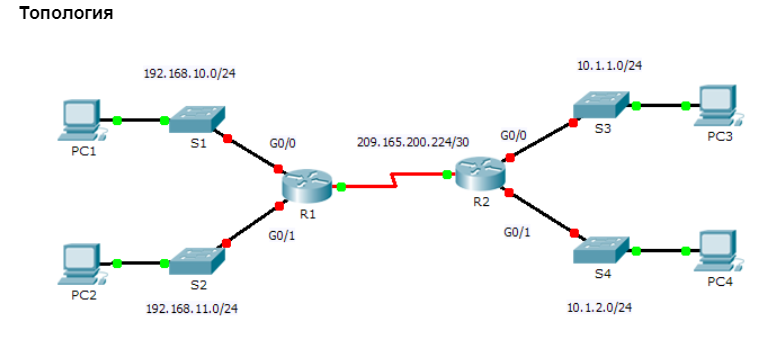 Топология
192.168.10.0/24
10.1.1.0/24
PC1
S1
G0/0
209.165.200.224/30
G0/0
S3
PC3
R1
R2
G0/1
G0/1
PC2
S2
S4
PC4
192.168.11.0/24
10.1.2.0/24